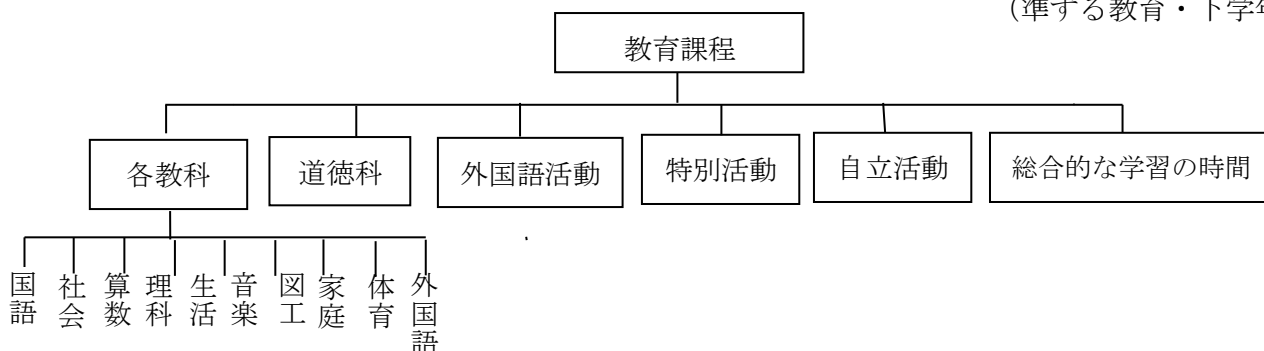 （準する教育・下学年
教育課程
各教科
道徳科
外国語活動
特別活動
自立活動
総合的な学習の時間
国語
社会
算数
理科
生活
音楽
図工
家庭
体育
外国語